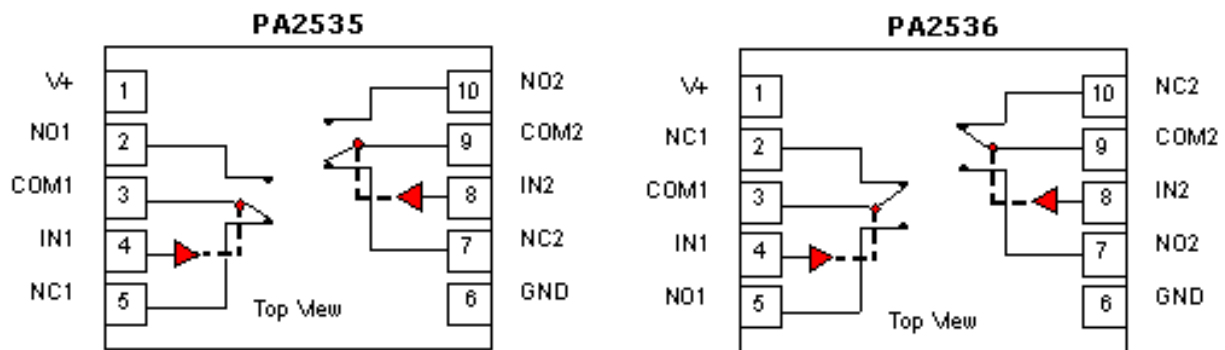 PA2535
V+ 1
NO1 2
COM1 3
IN1 4
NC1 5
10 NO2
9 COM2
8 IN2
7 NC2
6 GND
Top View
PA2536
V+ 1
NC1 2
COM1 3
IN1 4
NO1 5
10 NC2
9 COM2
8 IN2
7 NO2
6 GND
Top View